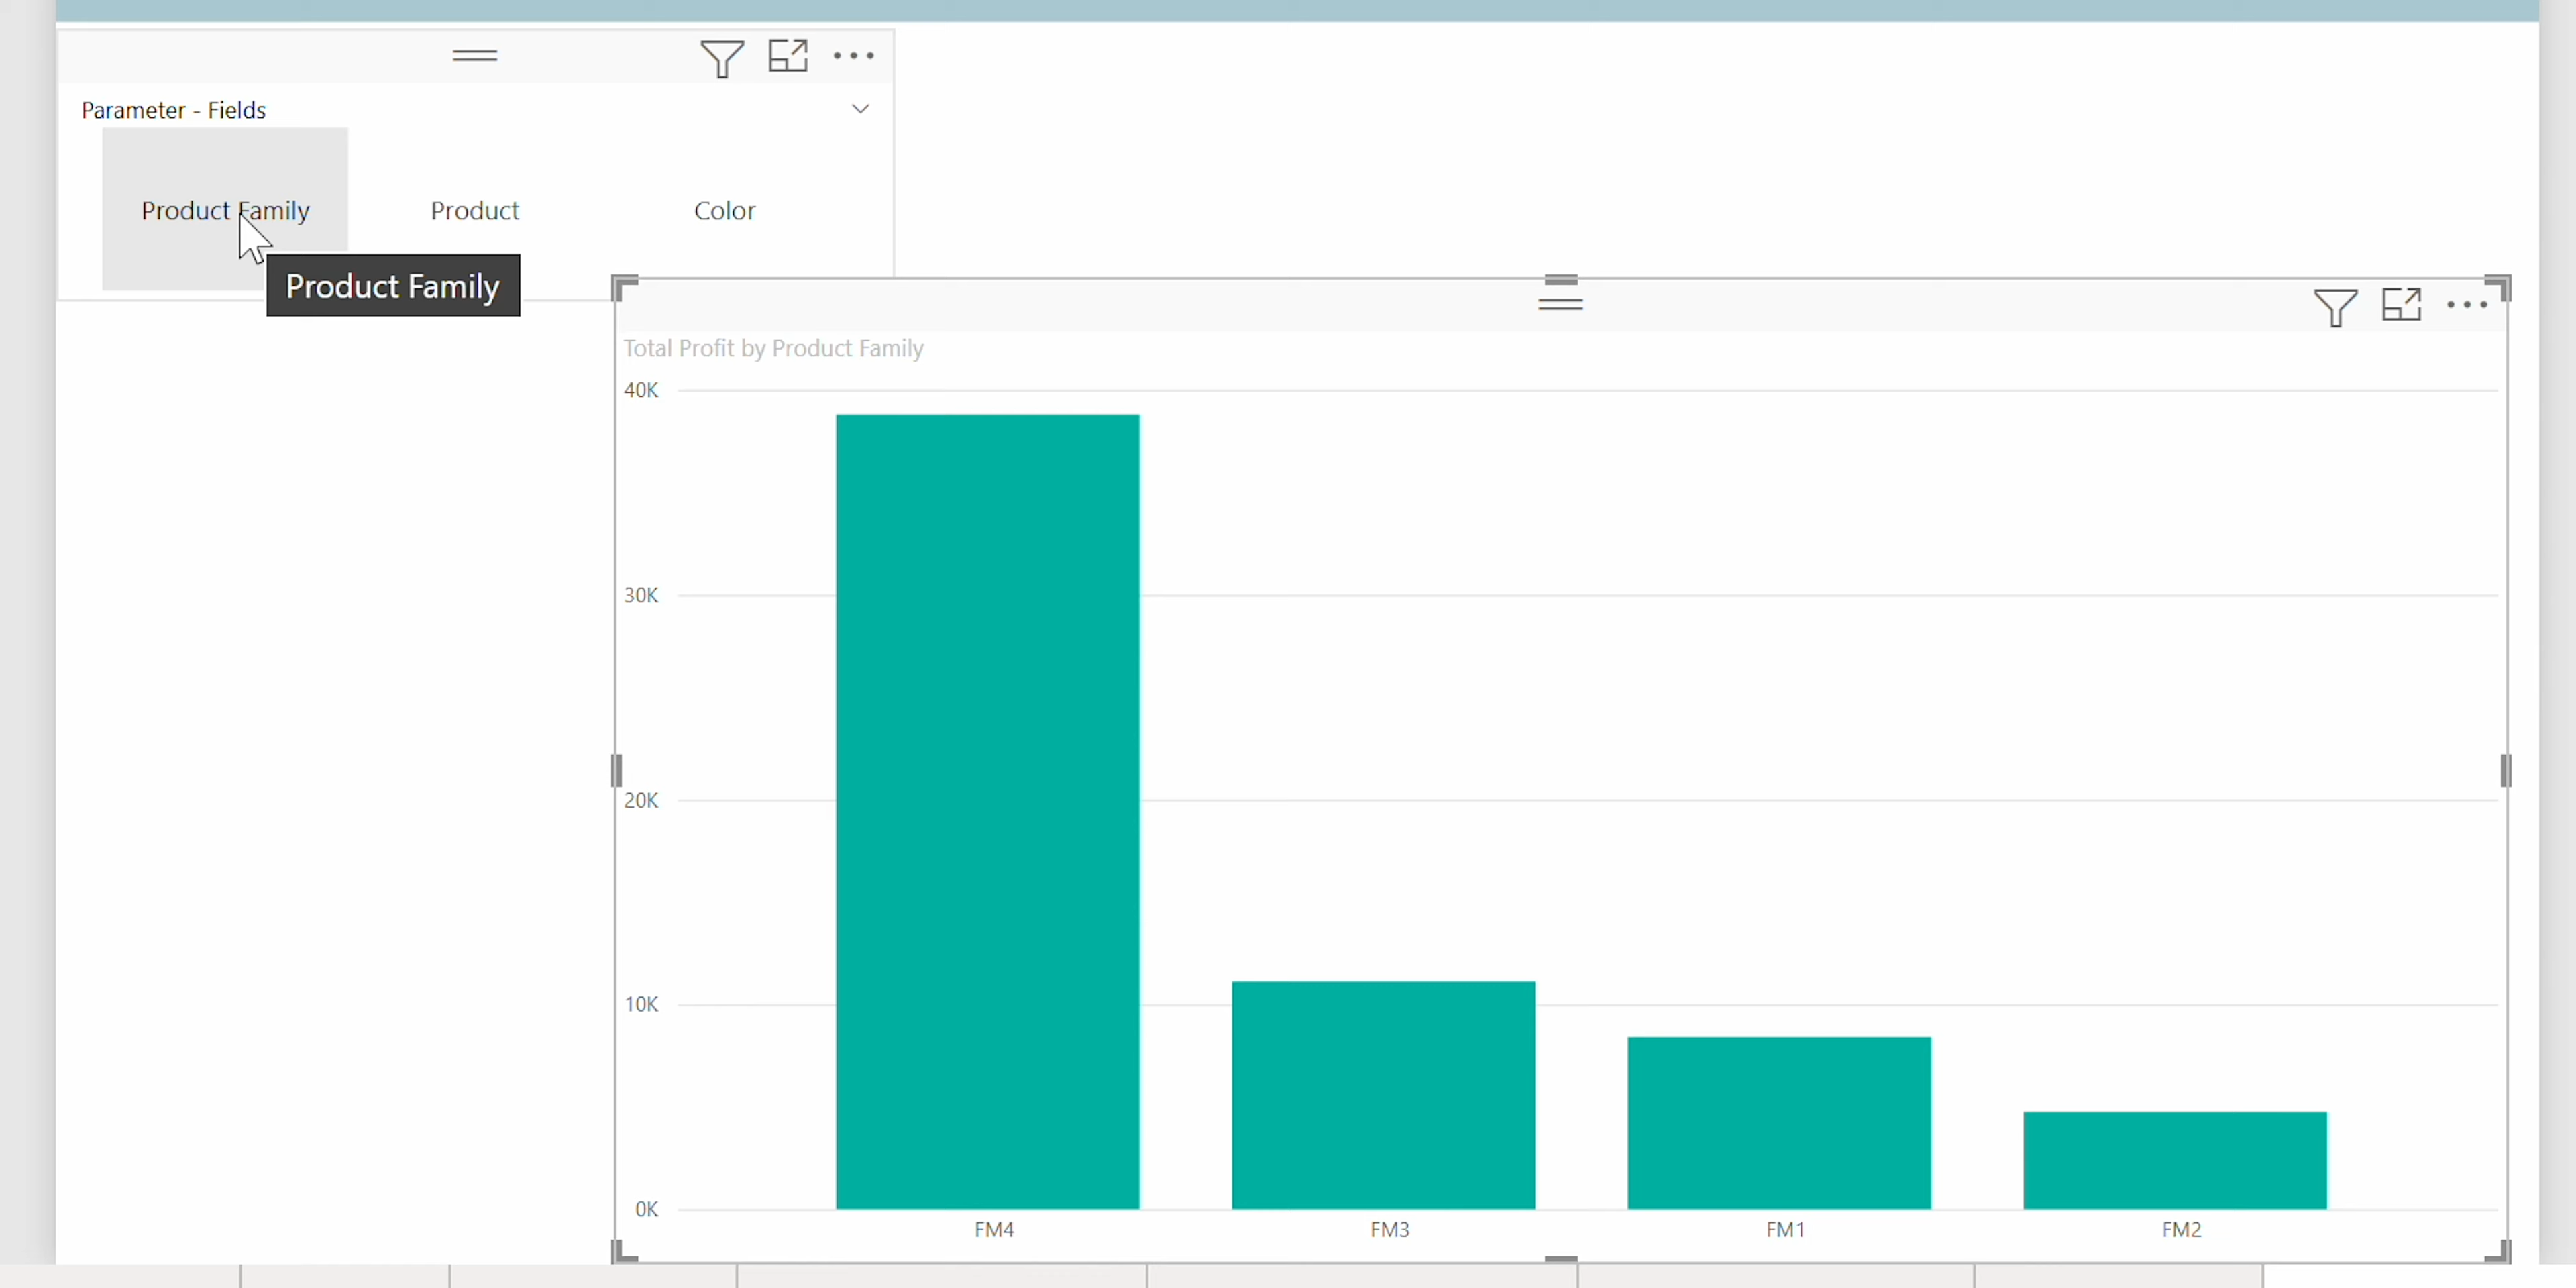 Parameter - Fields
Product Family Product Color
Product Family
Total Profit by Product Family
40K
30K
20K
10K
0K
FM4 FM3 FM1 FM2